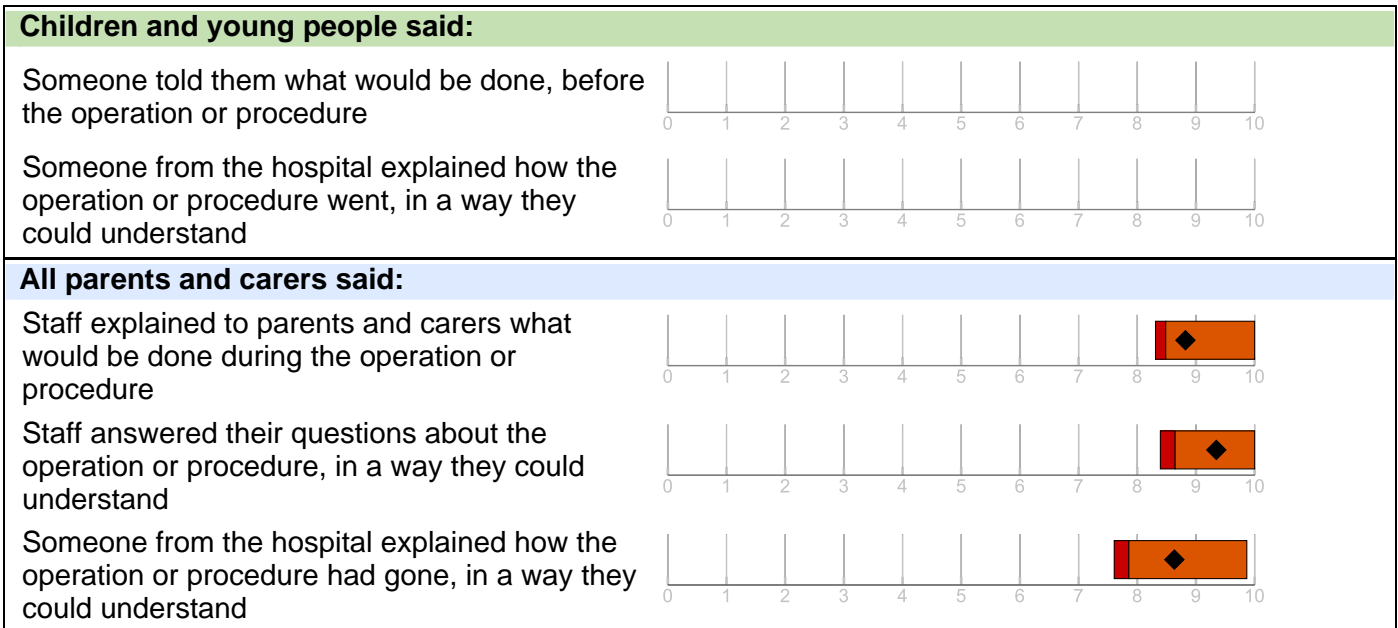 Children and young people said:
Someone told them what would be done, before
the operation or procedure
0 1 2 3 4 5 6 7 8 9 10
Someone from the hospital explained how the
operation or procedure went, in a way they
could understand
0 1 2 3 4 5 6 7 8 9 10
All parents and carers said:
Staff explained to parents and carers what
would be done during the operation or
procedure
0 1 2 3 4 5 6 7 8 9 10
Staff answered their questions about the
operation or procedure, in a way they could
understand
0 1 2 3 4 5 6 7 8 9 10
Someone from the hospital explained how the
operation or procedure had gone, in a way they
could understand
0 1 2 3 4 5 6 7 8 9 10